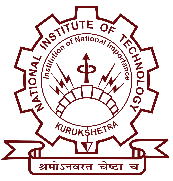 NATIONAL INSTITUTE OF TECHNOLOGY
Institution of National Importance
KURUKSHETRA
श्रमोऽनवरत चेष्टा च